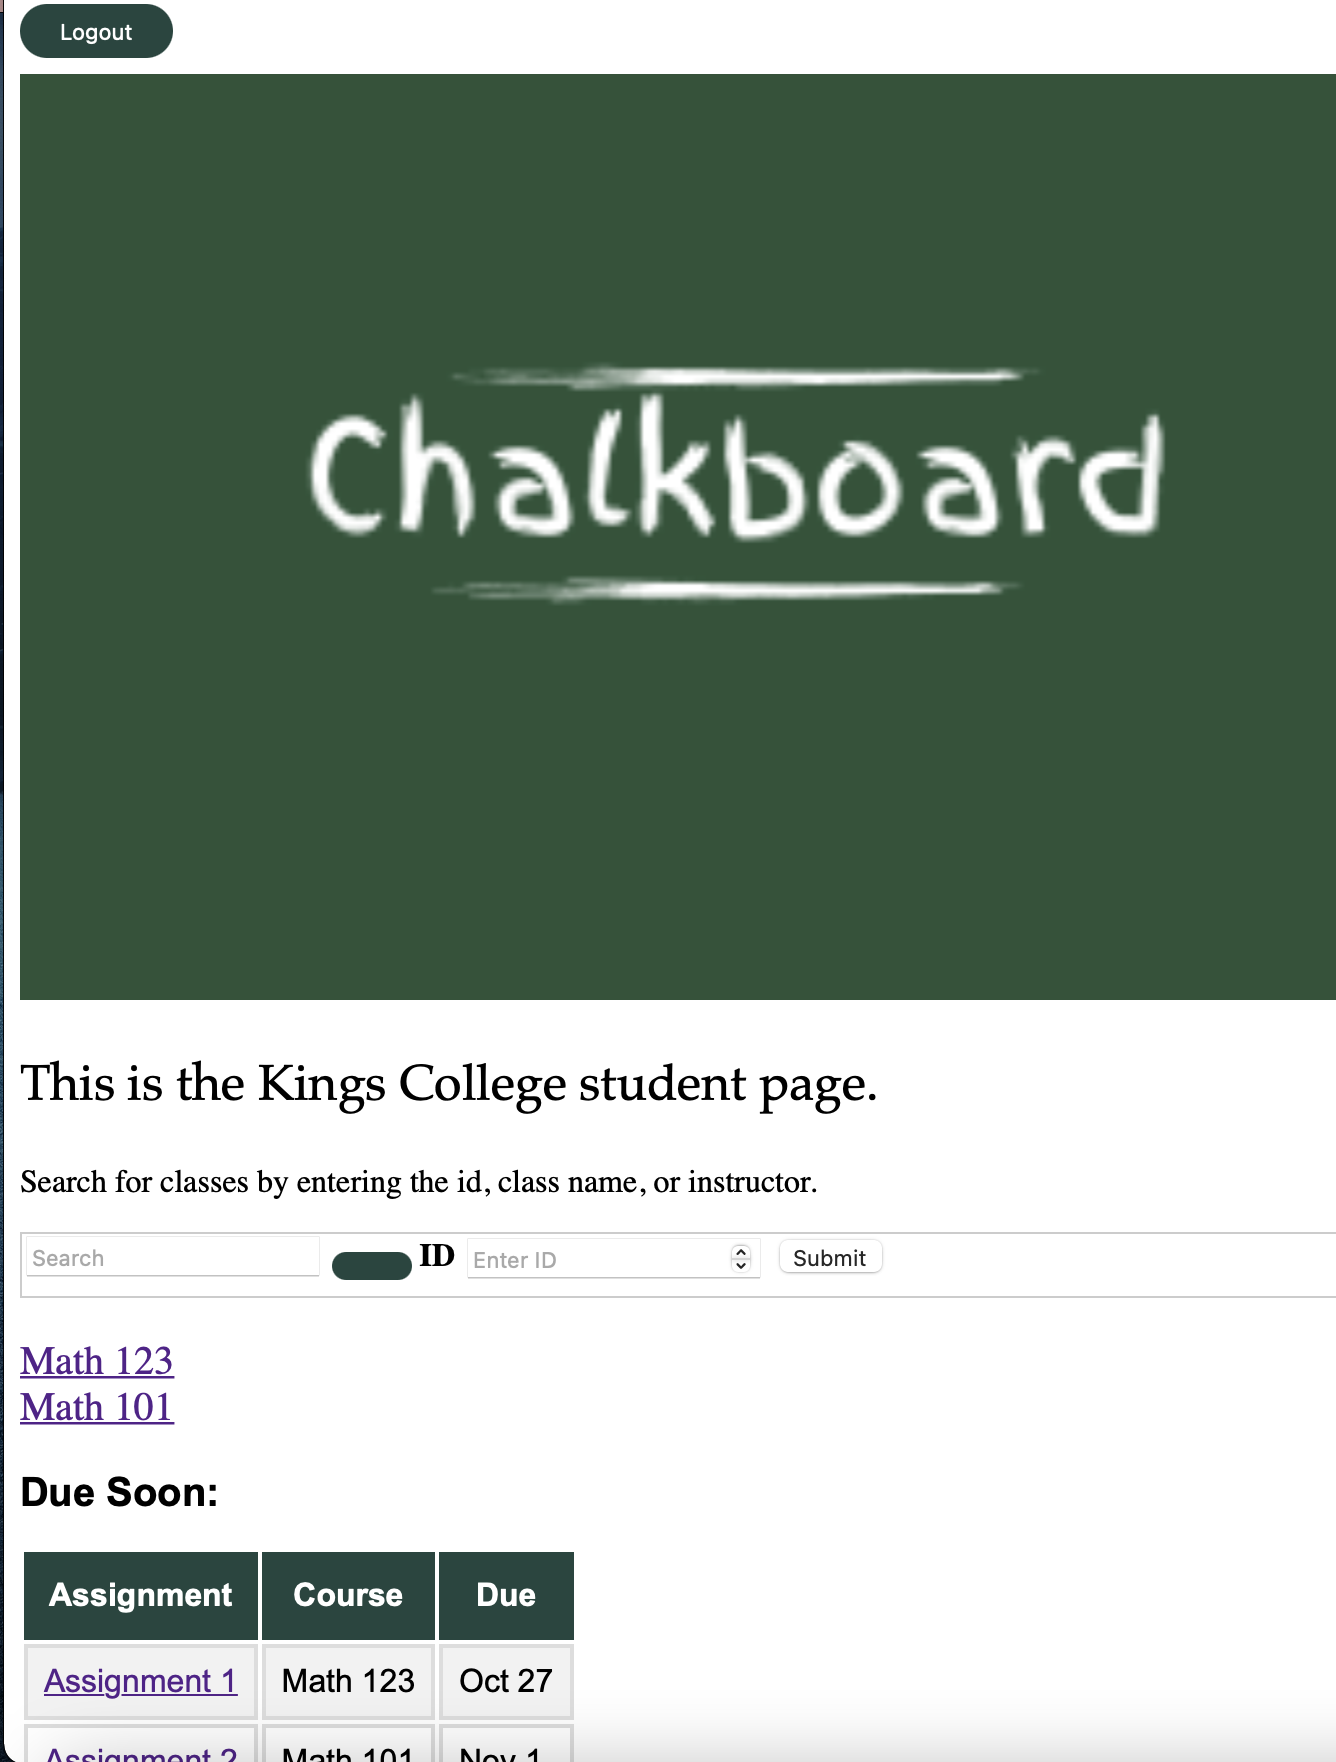 Logout
Chalkboard
This is the Kings College student page.
Search for classes by entering the id, class name, or instructor.
Search ID Enter ID Submit
Math 123
Math 101
Due Soon:
Assignment Course Due
Assignment 1 Math 123 Oct 27
Assignment 2 Math 101 Nov 1